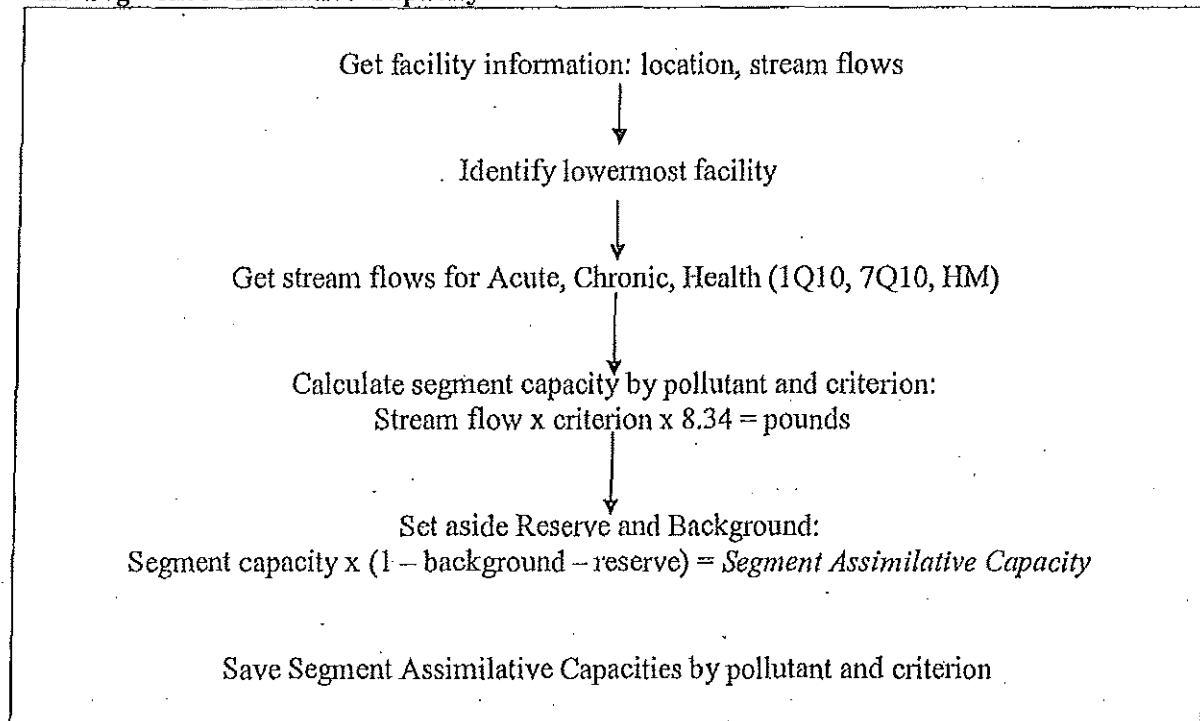 Get facility information: location, stream flows
Identify lowermost facility
Get stream flows for Acute, Chronic, Health (1Q10, 7Q10, HM)
Calculate segment capacity by pollutant and criterion:
Stream flow x criterion x 8.34 = pounds
Set aside Reserve and Background:
Segment capacity x (1 – background – reserve) = Segment Assimilative Capacity
Save Segment Assimilative Capacities by pollutant and criterion